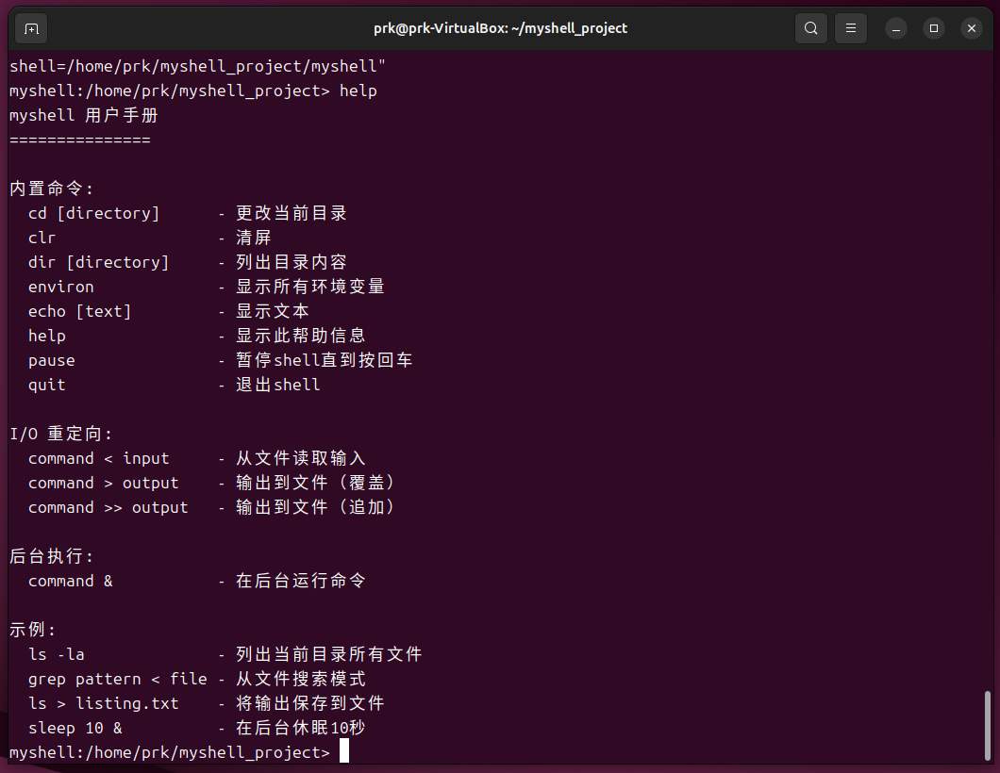 prk@prk-VirtualBox: ~/myshell_project
shell=/home/prk/myshell_project/myshell"
myshell:/home/prk/myshell_project> help
myshell 用户手册
===============
内置命令:
cd [directory] - 更改当前目录
clr - 清屏
dir [directory] - 列出目录内容
environ - 显示所有环境变量
echo [text] - 显示文本
help - 显示此帮助信息
pause - 暂停shell直到按回车
quit - 退出shell
I/O 重定向:
command < input - 从文件读取输入
command > output - 输出到文件（覆盖）
command >> output - 输出到文件（追加）
后台执行:
command & - 在后台运行命令
示例:
ls -la - 列出当前目录所有文件
grep pattern < file - 从文件搜索模式
ls > listing.txt - 将输出保存到文件
sleep 10 & - 在后台休眠10秒
myshell:/home/prk/myshell_project>